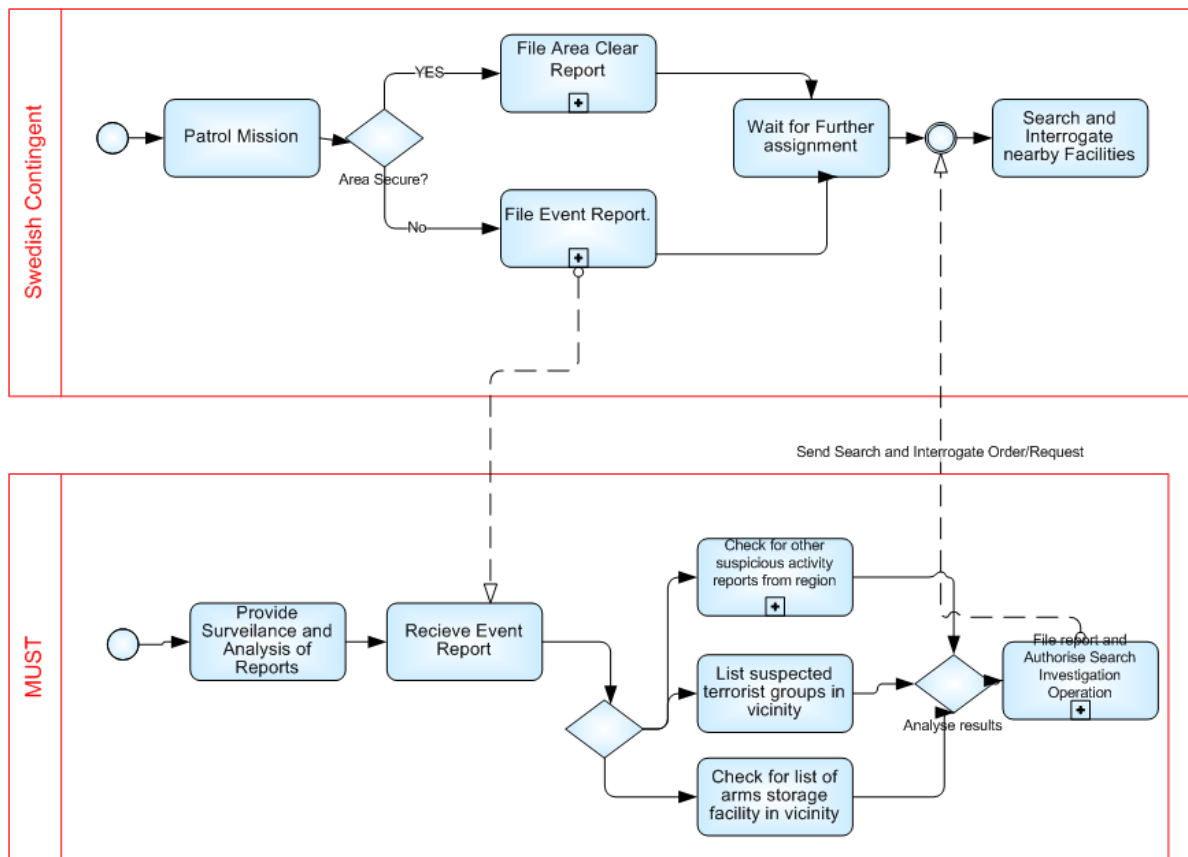 Swedish Contingent
Patrol Mission
Area Secure?
YES
No
File Area Clear
Report
File Event Report.
Wait for Further
assignment
Search and
Interrogate
nearby Facilities
Send Search and Interrogate Order/Request
MUST
Provide
Surveilance and
Analysis of
Reports
Recieve Event
Report
Check for other
suspicious activity
reports from region
List suspected
terrorist groups in
vicinity
Check for list of
arms storage
facility in vicinity
Analyse results
File report and
Authorise Search
Investigation
Operation